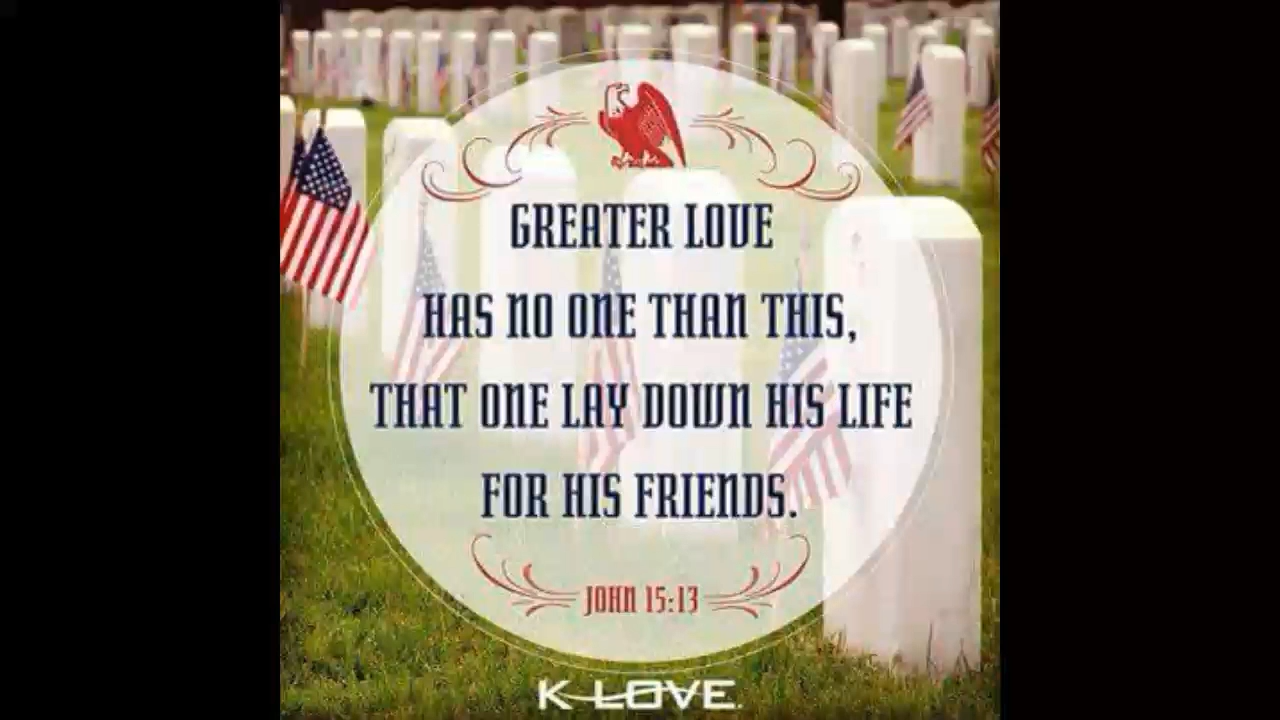 GREATER LOVE
HAS NO ONE THAN THIS,
THAT ONE LAY DOWN HIS LIFE
FOR HIS FRIENDS.
JOHN 15:13
K-LOVE.